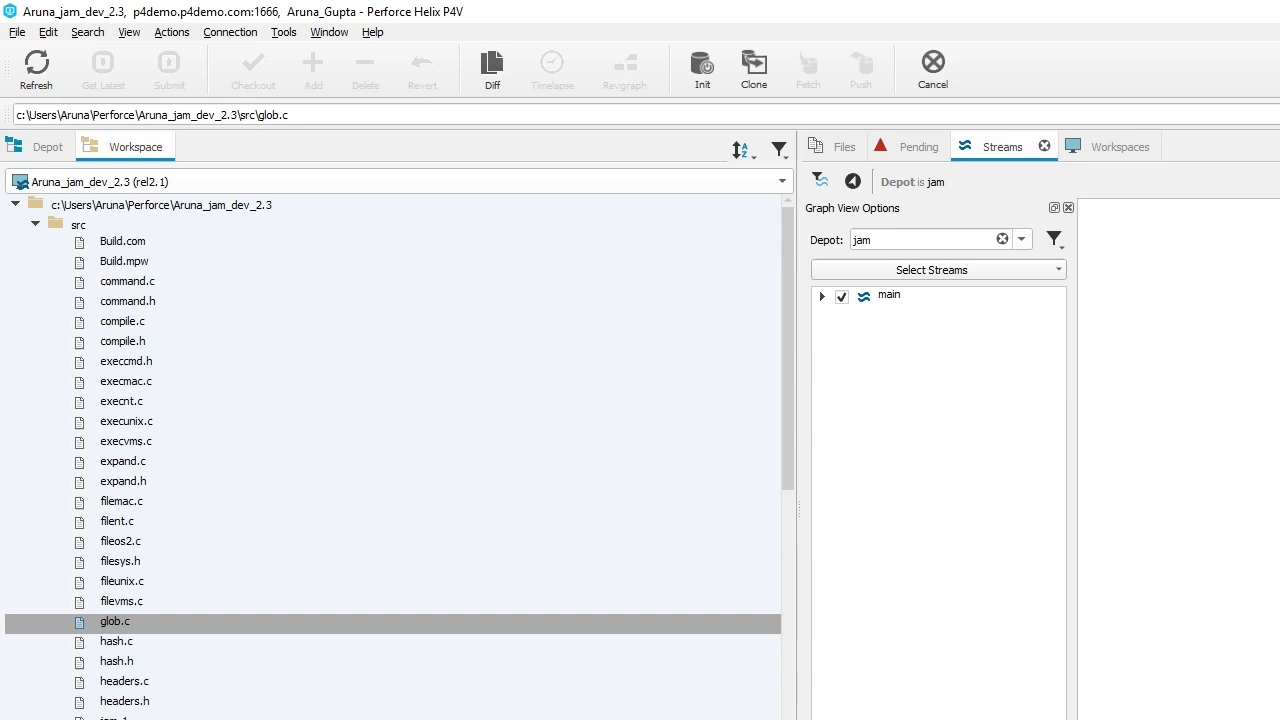 Aruna_jam_dev_2.3, p4demo.p4demo.com:1666, Aruna_Gupta - Perforce Helix P4V
File Edit Search View Actions Connection Tools Window Help
Refresh Get Latest Submit Checkout Add Delete Revert Diff Timelapse Revgraph Init Clone Fetch Push Cancel
c:\Users\Aruna\Perforce\Aruna_jam_dev_2.3\src\glob.c
Depot Workspace
Aruna_jam_dev_2.3 (rel2.1)
c:\Users\Aruna\Perforce\Aruna_jam_dev_2.3
src
Build.com
Build.mpw
command.c
command.h
compile.c
compile.h
execcmd.h
execmac.c
execnt.c
execunix.c
execvms.c
expand.c
expand.h
filemac.c
filent.c
fileos2.c
filesys.h
fileunix.c
filevms.c
glob.c
hash.c
hash.h
headers.c
headers.h
Files Pending Streams Workspaces
Depot is jam
Graph View Options
Depot: jam
Select Streams
main